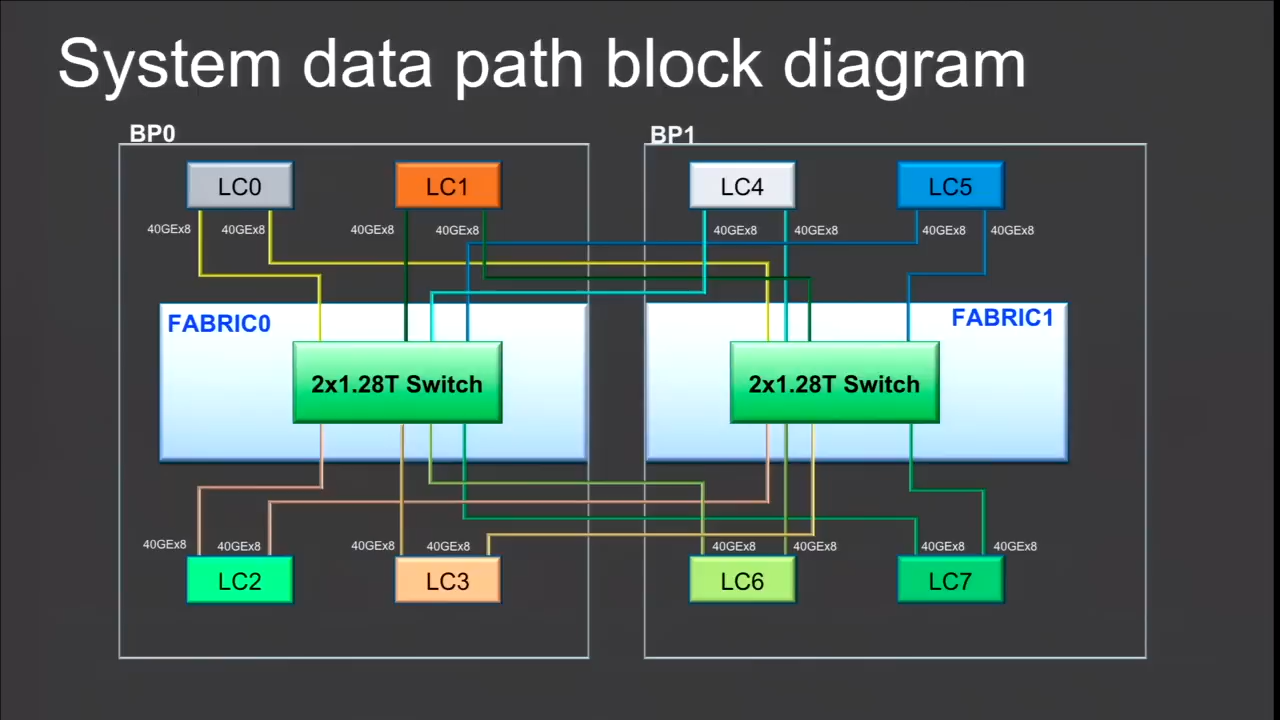 System data path block diagram
BP0
BP1
LC0
LC1
LC4
LC5
40GEx8
40GEx8
40GEx8
40GEx8
40GEx8
40GEx8
40GEx8
40GEx8
FABRIC0
FABRIC1
2x1.28T Switch
2x1.28T Switch
40GEx8
40GEx8
40GEx8
40GEx8
40GEx8
40GEx8
40GEx8
40GEx8
LC2
LC3
LC6
LC7